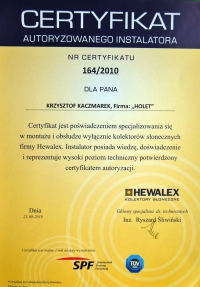 CERTYFIKAT
AUTORYZOWANEGO INSTALATORA
NR CERTYFIKATU
164/2010
DLA PANA
KRZYSZTOF KACZMAREK, Firma: „HOLET"
Certyfikat jest poświadczeniem specjalizowania się
w montażu i obsłudze wyłącznie kolektorów słonecznych
firmy Hewalex. Instalator posiada wiedzę, doświadczenie
i reprezentuje wysoki poziom techniczny potwierdzony
certyfikatem autoryzacji.
HEWALEX
KOLEKTORY SŁONECZNE
Dnia
Główny specjalista ds. technicznych
Inż. Ryszard Śliwiński
SPF
TÜV